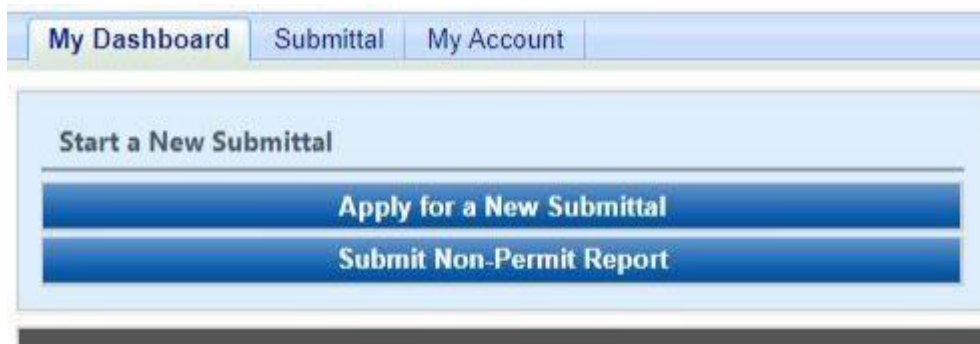 My Dashboard Submittal My Account
Start a New Submittal
Apply for a New Submittal
Submit Non-Permit Report